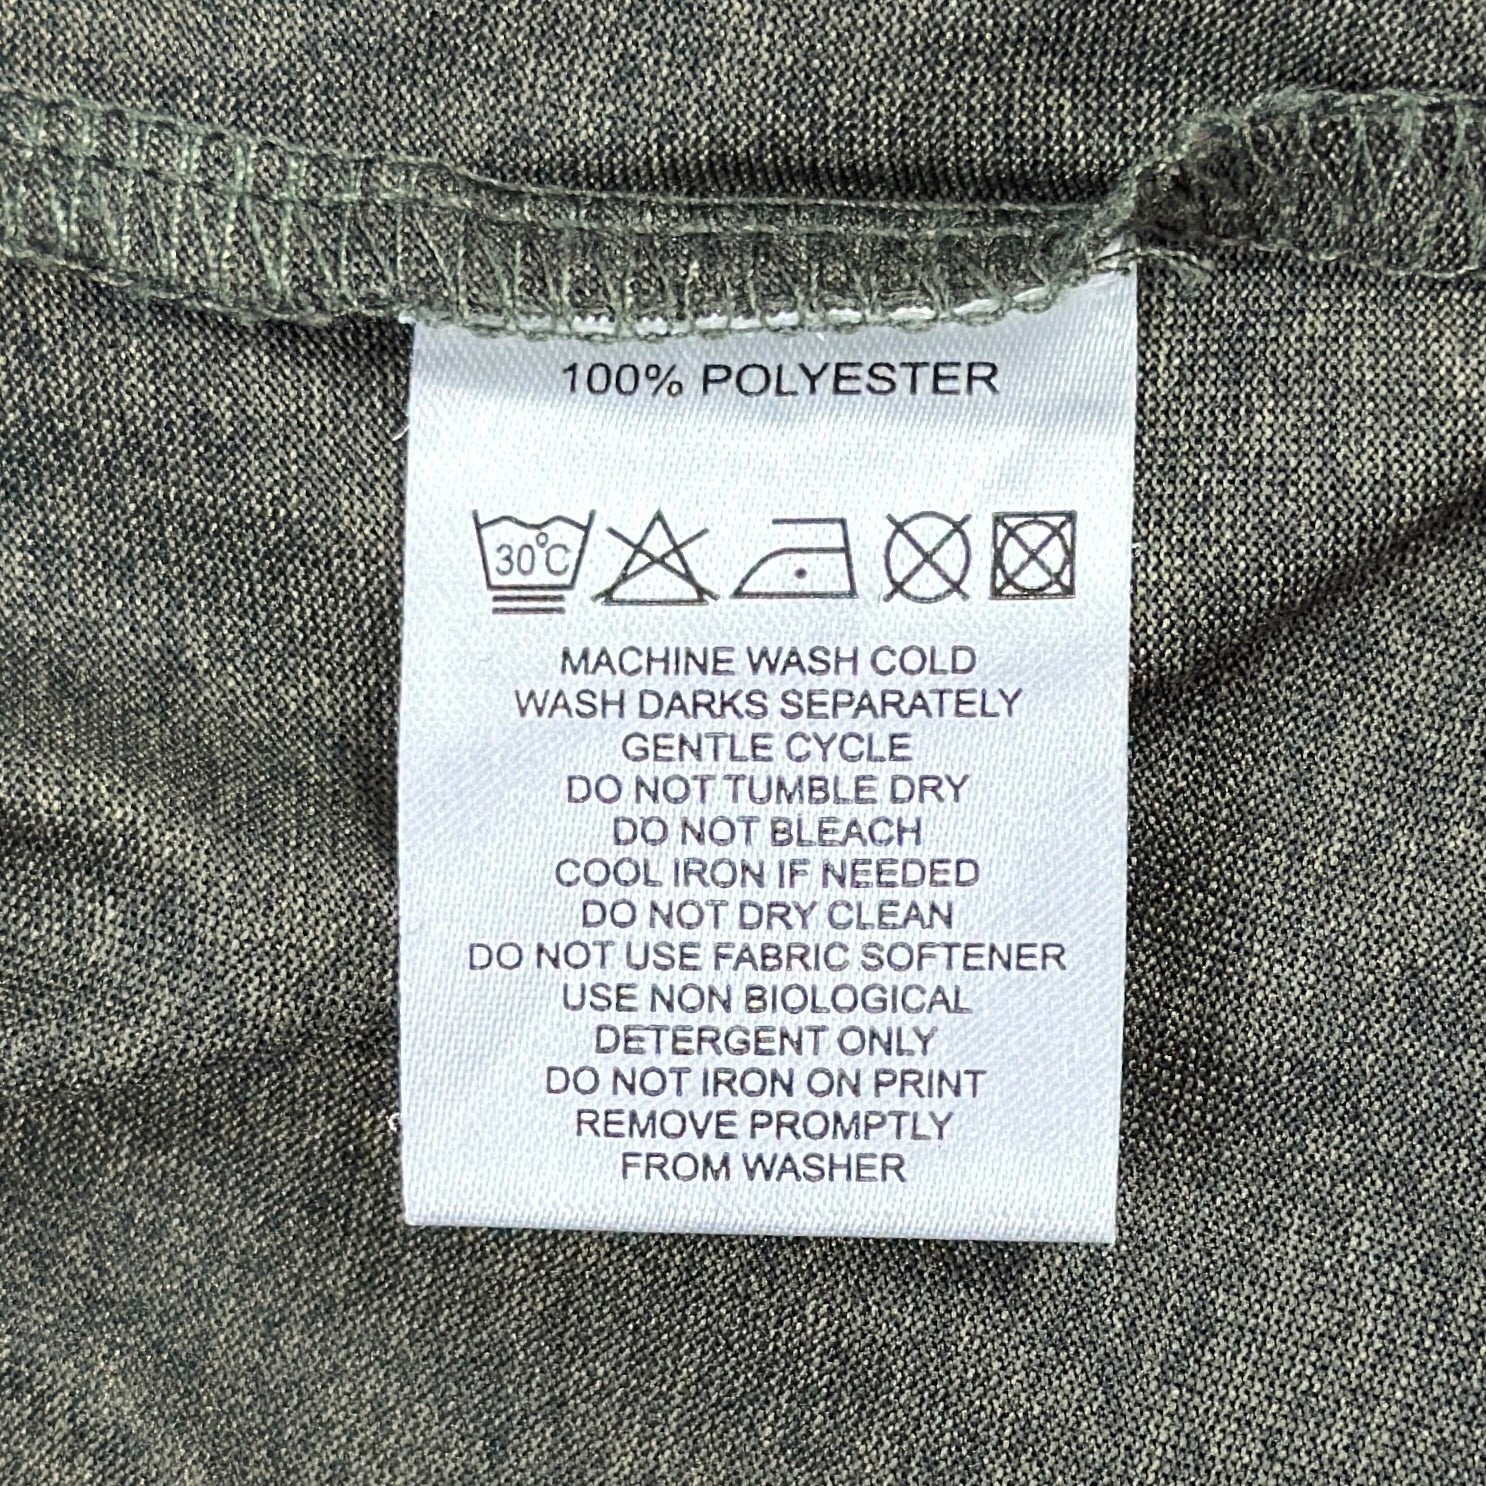 100% POLYESTER
30°C
MACHINE WASH COLD
WASH DARKS SEPARATELY
GENTLE CYCLE
DO NOT TUMBLE DRY
DO NOT BLEACH
COOL IRON IF NEEDED
DO NOT DRY CLEAN
DO NOT USE FABRIC SOFTENER
USE NON BIOLOGICAL
DETERGENT ONLY
DO NOT IRON ON PRINT
REMOVE PROMPTLY
FROM WASHER